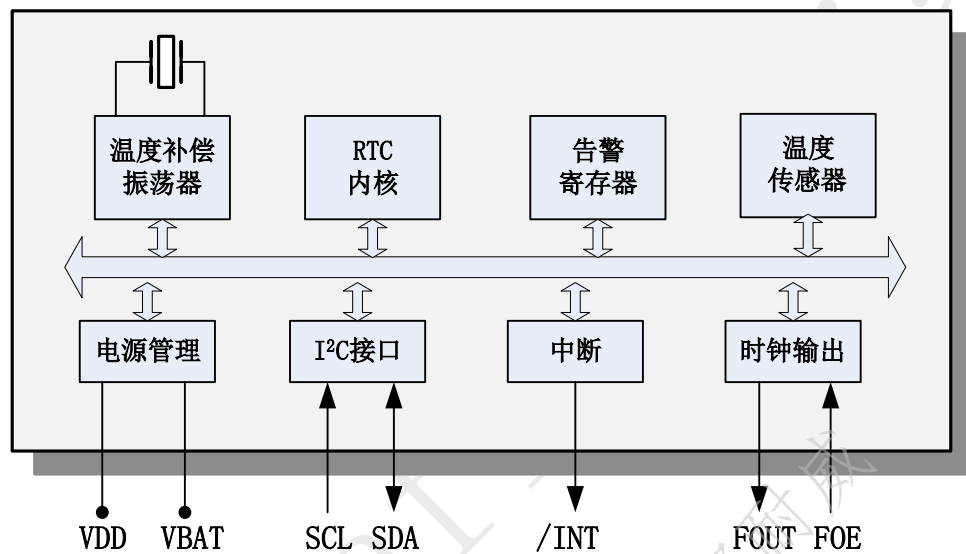 温度补偿
振荡器
RTC
内核
告警
寄存器
温度
传感器
电源管理
I²C接口
中断
时钟输出
VDD VBAT SCL SDA /INT FOUT FOE